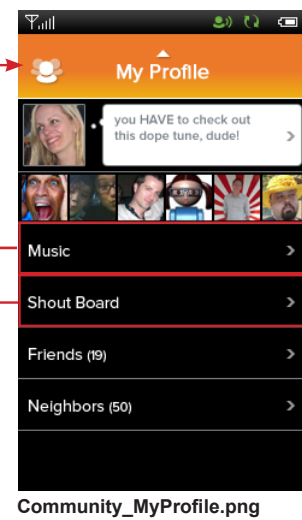 My Profile
you HAVE to check out
this dope tune, dude!
Music
Shout Board
Friends (19)
Neighbors (50)
Community_MyProfile.png